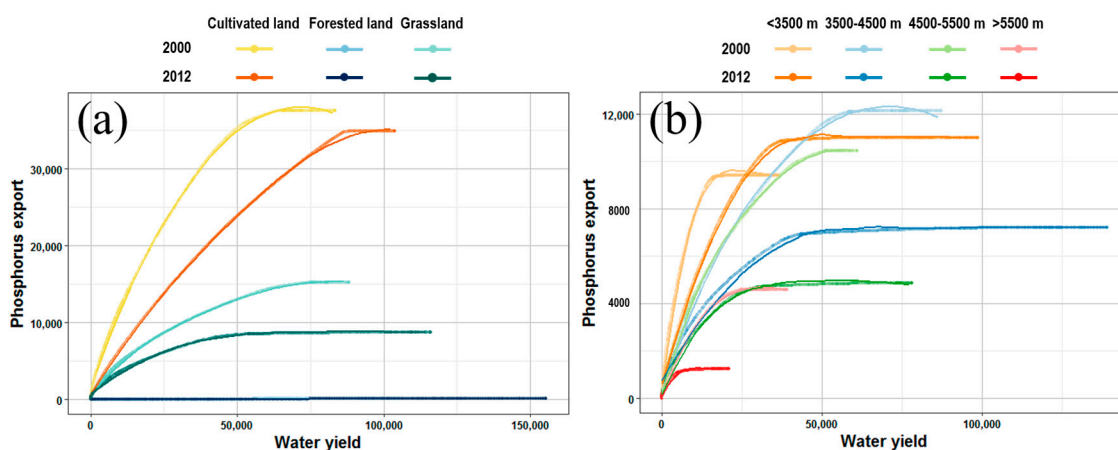 Cultivated land Forested land Grassland
2000
2012
(a)
30,000
20,000
10,000
0
Phosphorus export
0 50,000 100,000 150,000
Water yield
<3500 m 3500-4500 m 4500-5500 m >5500 m
2000
2012
(b)
12,000
8000
4000
0
Phosphorus export
0 50,000 100,000
Water yield